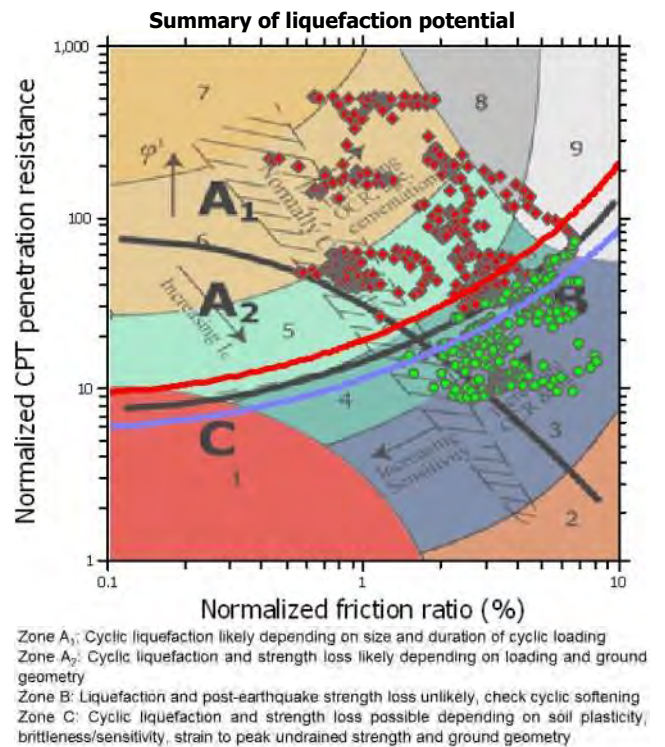 Summary of liquefaction potential
Normalized CPT penetration resistance
1,000
100
10
1
7
8
9
φ'
A₁
Normally C
OCR
cementation
6
A₂
Increasing Ic
5
B
4
C
OCR &
3
Increasing
Sensitivity
1
2
0.1
1
10
Normalized friction ratio (%)
Zone A₁: Cyclic liquefaction likely depending on size and duration of cyclic loading
Zone A₂: Cyclic liquefaction and strength loss likely depending on loading and ground
geometry
Zone B: Liquefaction and post-earthquake strength loss unlikely, check cyclic softening
Zone C: Cyclic liquefaction and strength loss possible depending on soil plasticity,
brittleness/sensitivity, strain to peak undrained strength and ground geometry